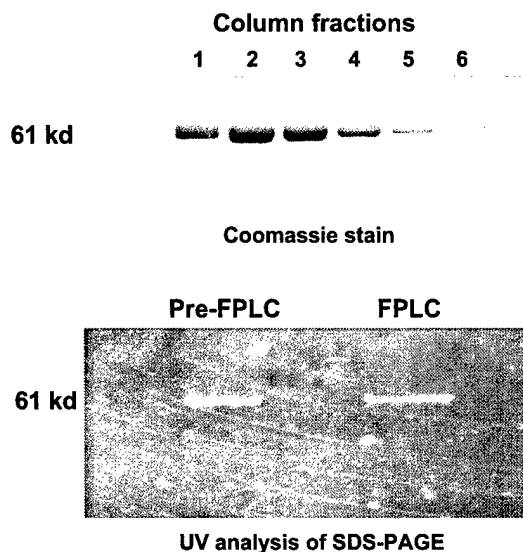 Column fractions
1 2 3 4 5 6
61 kd
Coomassie stain
Pre-FPLC FPLC
61 kd
UV analysis of SDS-PAGE